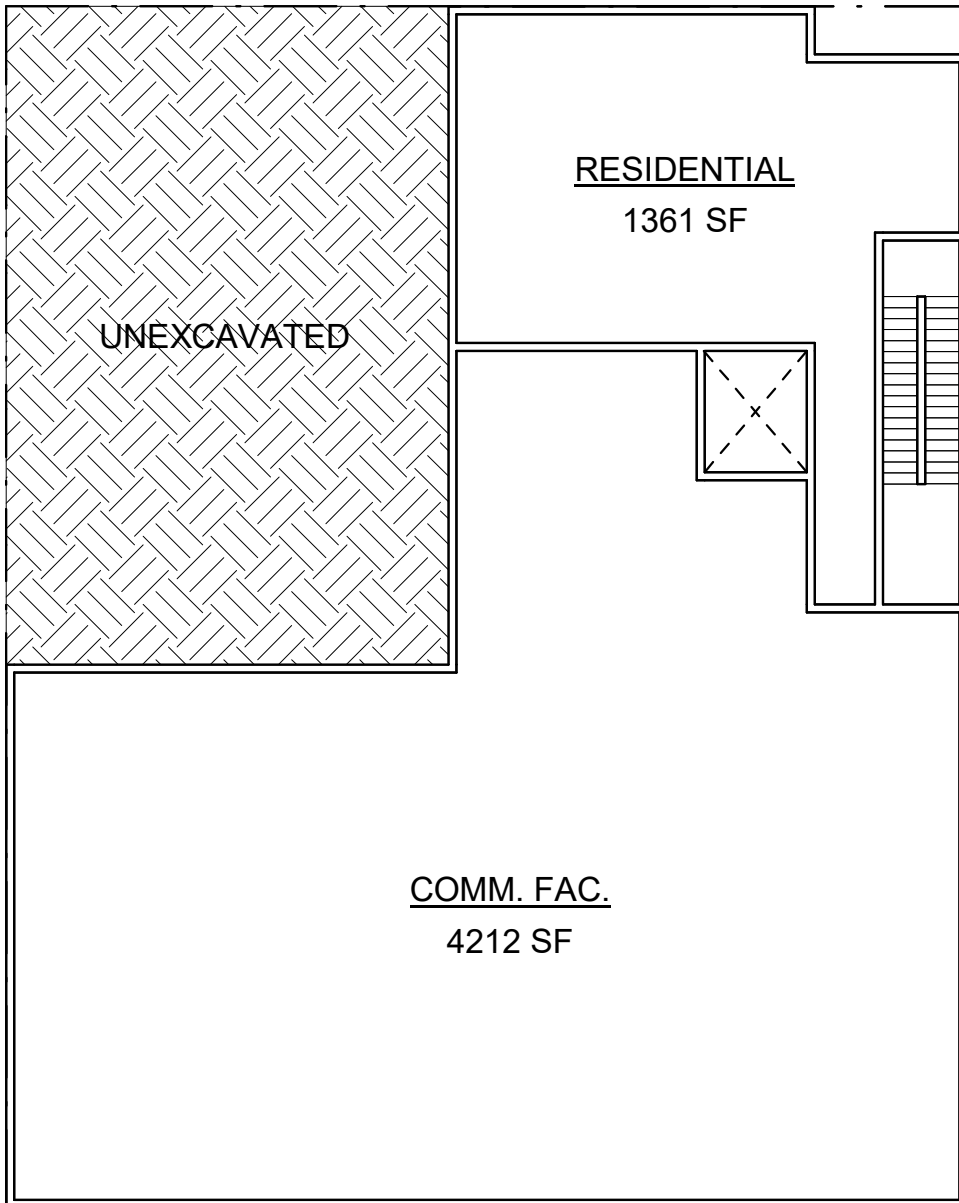 RESIDENTIAL
1361 SF
UNEXCAVATED
COMM. FAC.
4212 SF